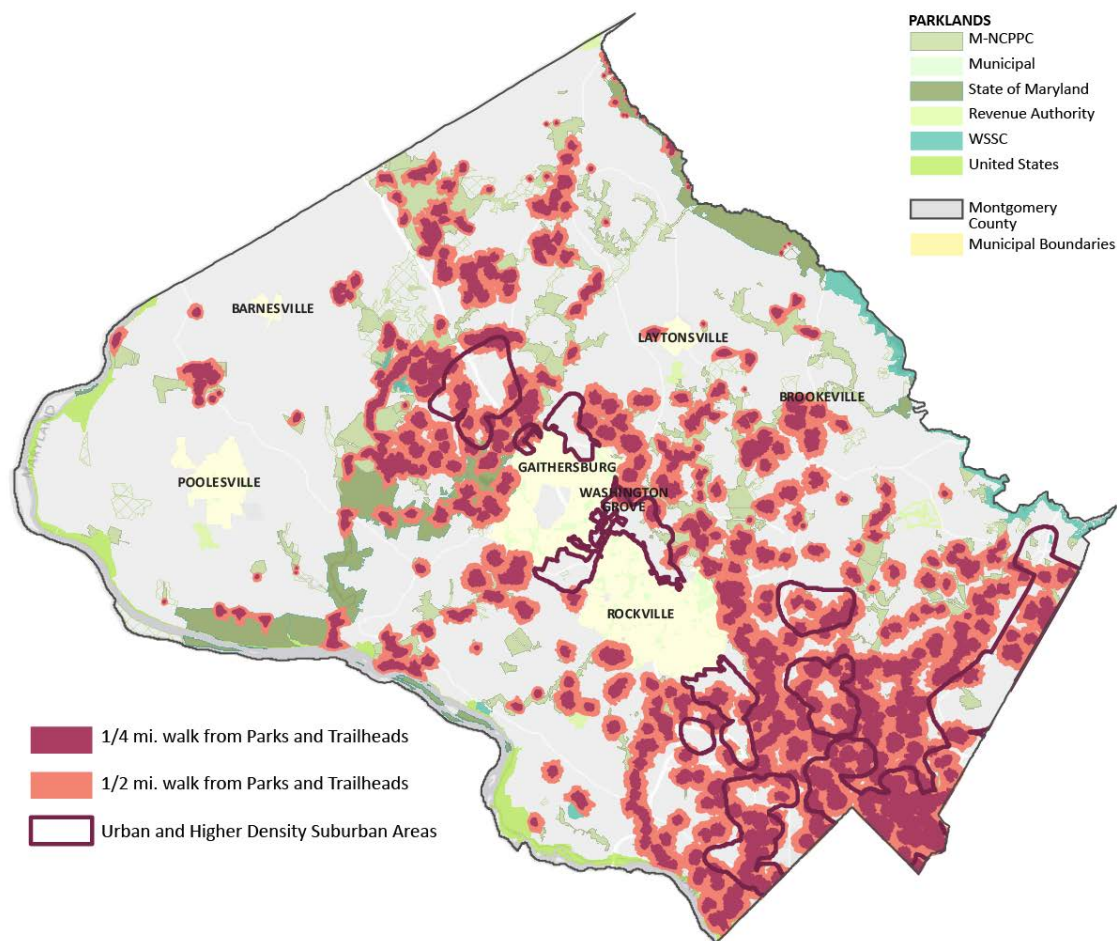 PARKLANDS
M-NCPPC
Municipal
State of Maryland
Revenue Authority
WSSC
United States
Montgomery
County
Municipal Boundaries
BARNESVILLE
LAYTONSVILLE
BROOKEVILLE
GAITHERSBURG
POOLESVILLE
WASHINGTON
GROVE
MARYLAND
ROCKVILLE
1/4 mi. walk from Parks and Trailheads
1/2 mi. walk from Parks and Trailheads
Urban and Higher Density Suburban Areas